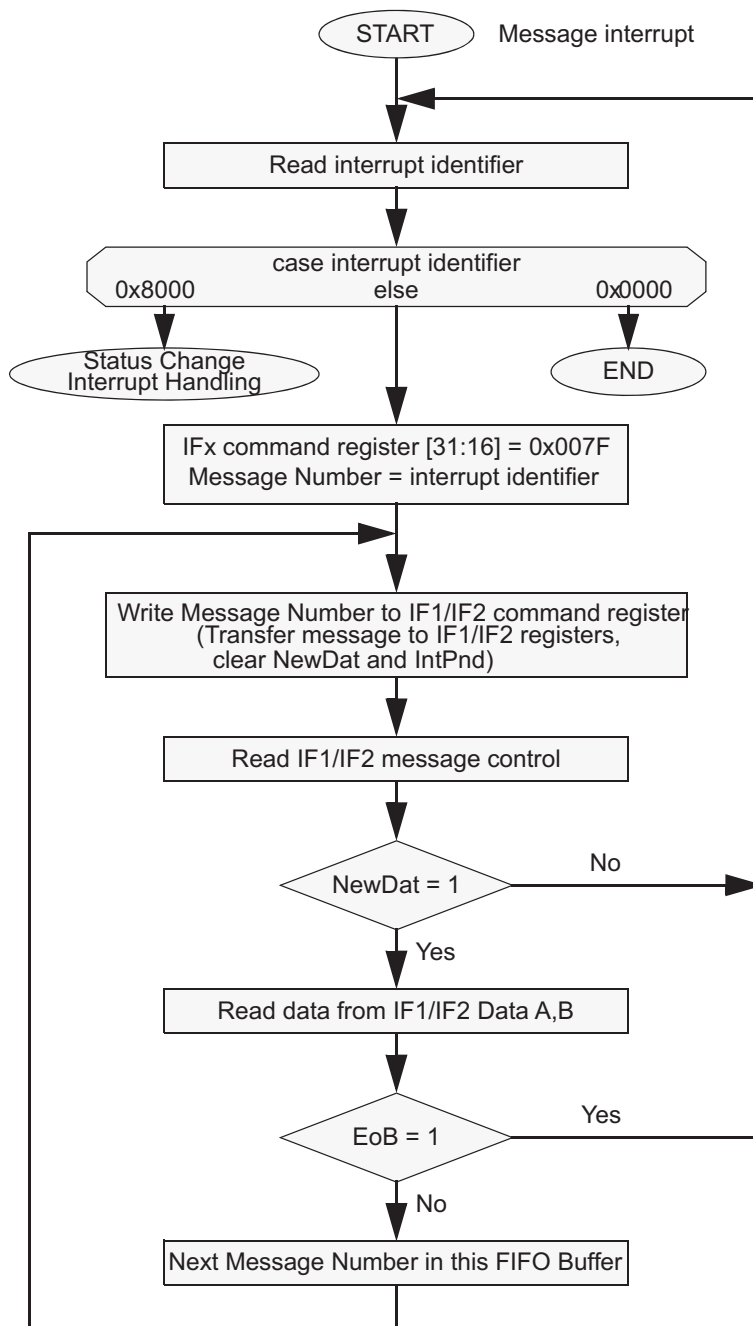 START
Message interrupt
Read interrupt identifier
case interrupt identifier
0x8000
else
0x0000
Status Change
Interrupt Handling
END
IFx command register [31:16] = 0x007F
Message Number = interrupt identifier
Write Message Number to IF1/IF2 command register
(Transfer message to IF1/IF2 registers,
clear NewDat and IntPnd)
Read IF1/IF2 message control
NewDat = 1
No
Yes
Read data from IF1/IF2 Data A,B
EoB = 1
Yes
No
Next Message Number in this FIFO Buffer